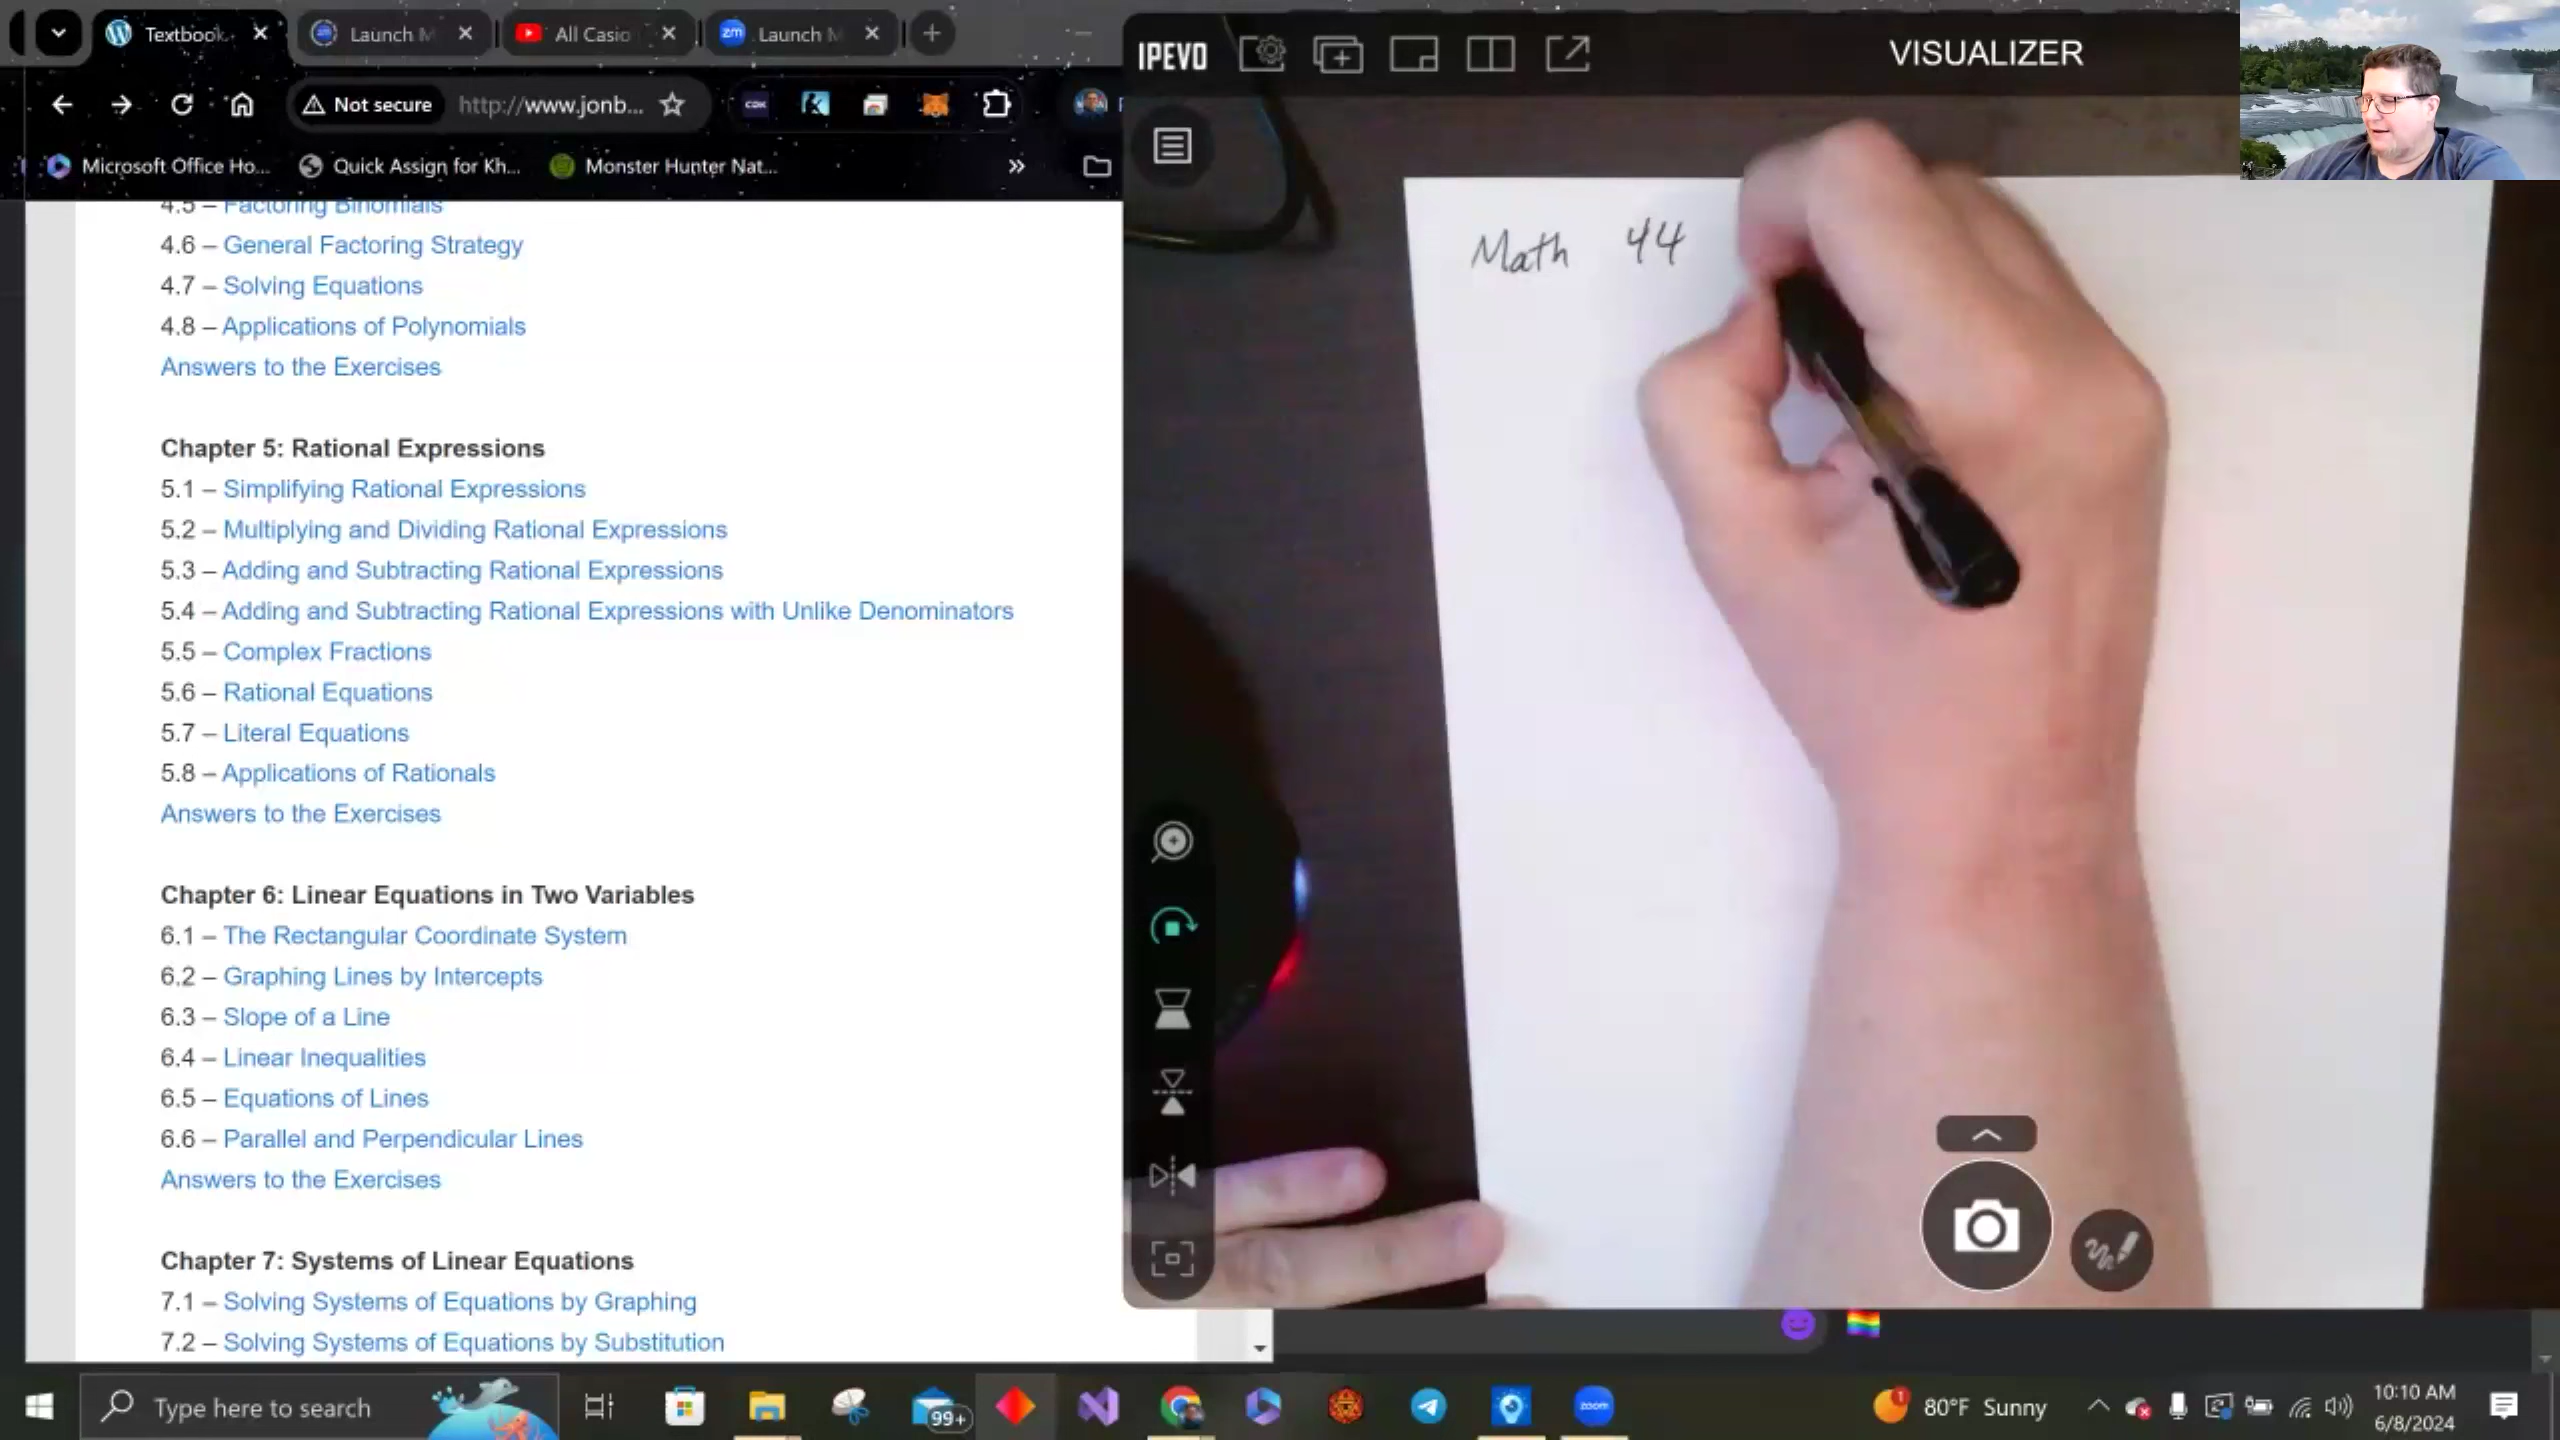 Textbook
Launch M
All Casio
zm
Launch M
Not secure
http://www.jonb...
CDK
Microsoft Office Ho...
Quick Assign for Kh...
Monster Hunter Nat...
»
4.5 – Factoring Binomials
4.6 – General Factoring Strategy
4.7 – Solving Equations
4.8 – Applications of Polynomials
Answers to the Exercises
Chapter 5: Rational Expressions
5.1 – Simplifying Rational Expressions
5.2 – Multiplying and Dividing Rational Expressions
5.3 – Adding and Subtracting Rational Expressions
5.4 – Adding and Subtracting Rational Expressions with Unlike Denominators
5.5 – Complex Fractions
5.6 – Rational Equations
5.7 – Literal Equations
5.8 – Applications of Rationals
Answers to the Exercises
Chapter 6: Linear Equations in Two Variables
6.1 – The Rectangular Coordinate System
6.2 – Graphing Lines by Intercepts
6.3 – Slope of a Line
6.4 – Linear Inequalities
6.5 – Equations of Lines
6.6 – Parallel and Perpendicular Lines
Answers to the Exercises
Chapter 7: Systems of Linear Equations
7.1 – Solving Systems of Equations by Graphing
7.2 – Solving Systems of Equations by Substitution
IPEVO
VISUALIZER
Math 44
Type here to search
99+
zoom
1
80°F Sunny
10:10 AM
6/8/2024